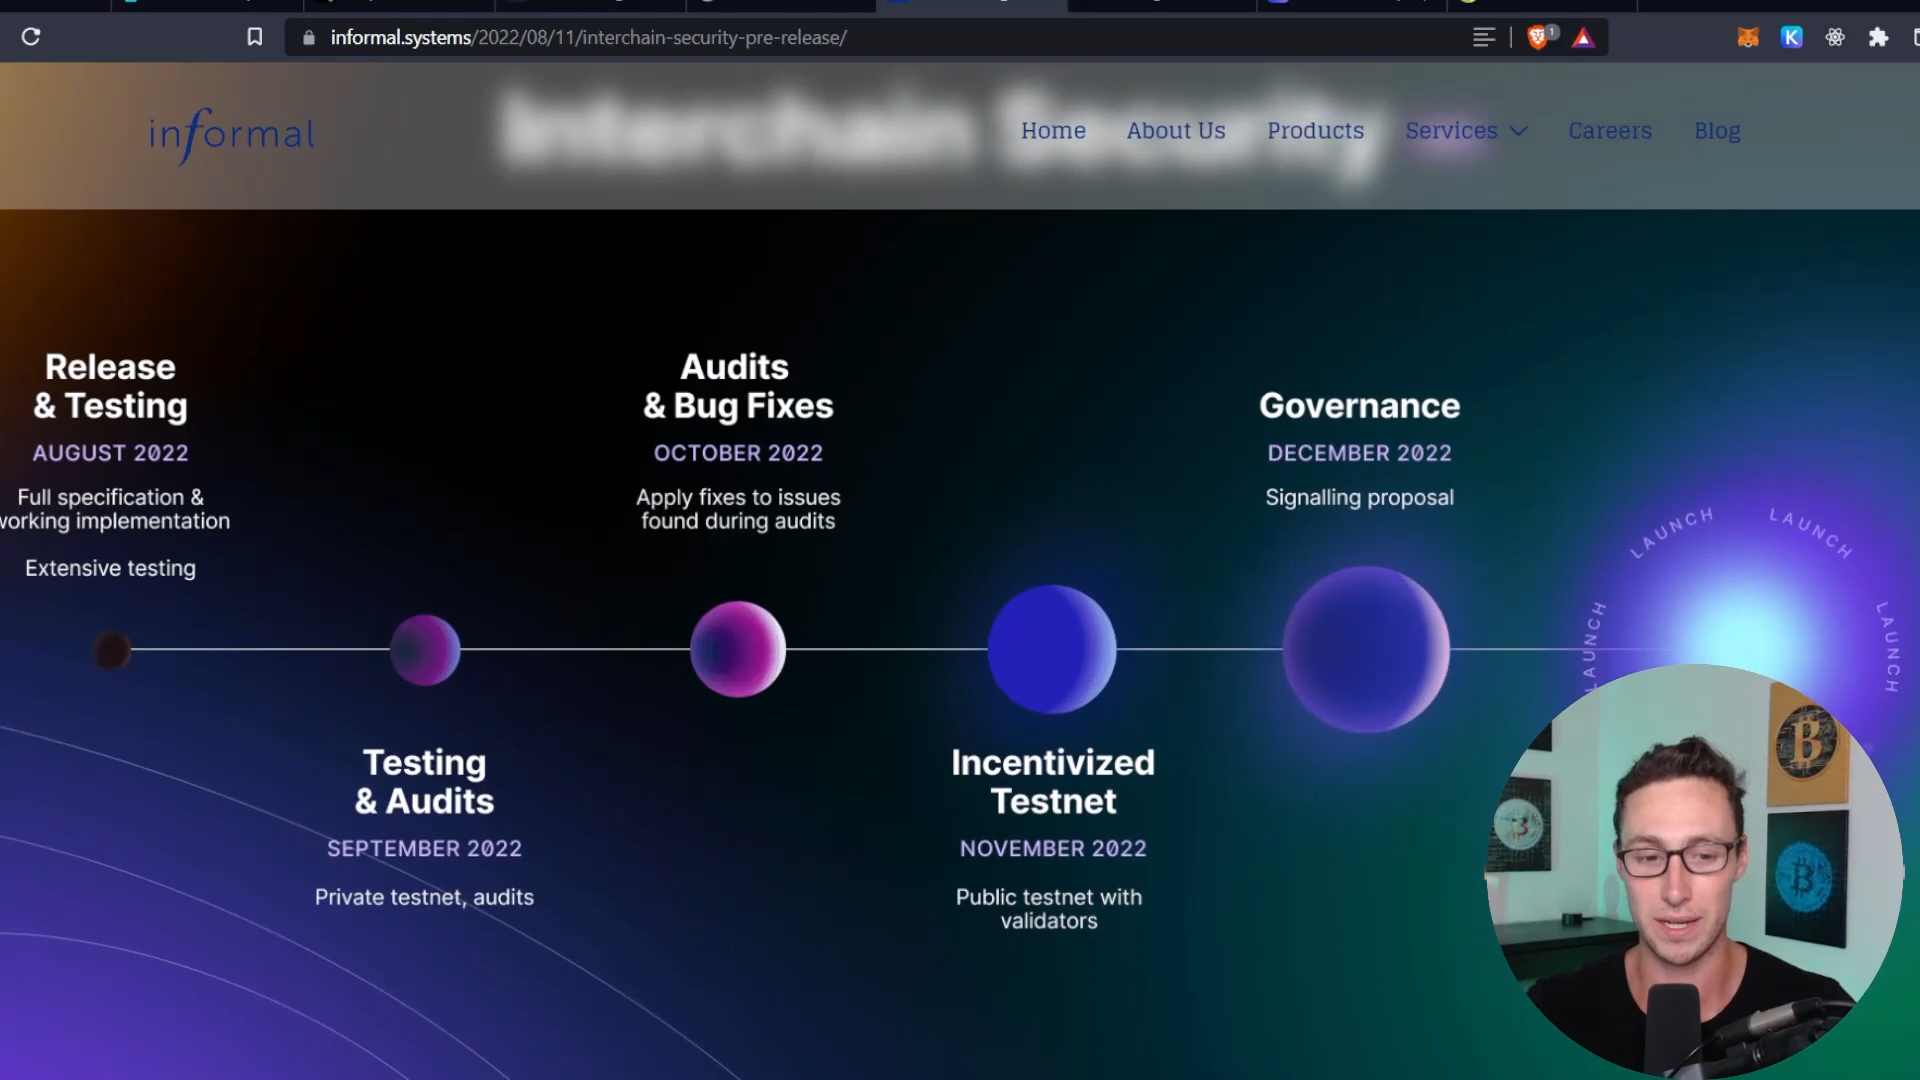 informal.systems/2022/08/11/interchain-security-pre-release/
1
K
Interchain Security
informal
Home
About Us
Products
Services
Careers
Blog
Release
& Testing
AUGUST 2022
Full specification &
working implementation
Extensive testing
Testing
& Audits
SEPTEMBER 2022
Private testnet, audits
Audits
& Bug Fixes
OCTOBER 2022
Apply fixes to issues
found during audits
Incentivized
Testnet
NOVEMBER 2022
Public testnet with
validators
Governance
DECEMBER 2022
Signalling proposal
LAUNCH
LAUNCH
LAUNCH
LAUNCH